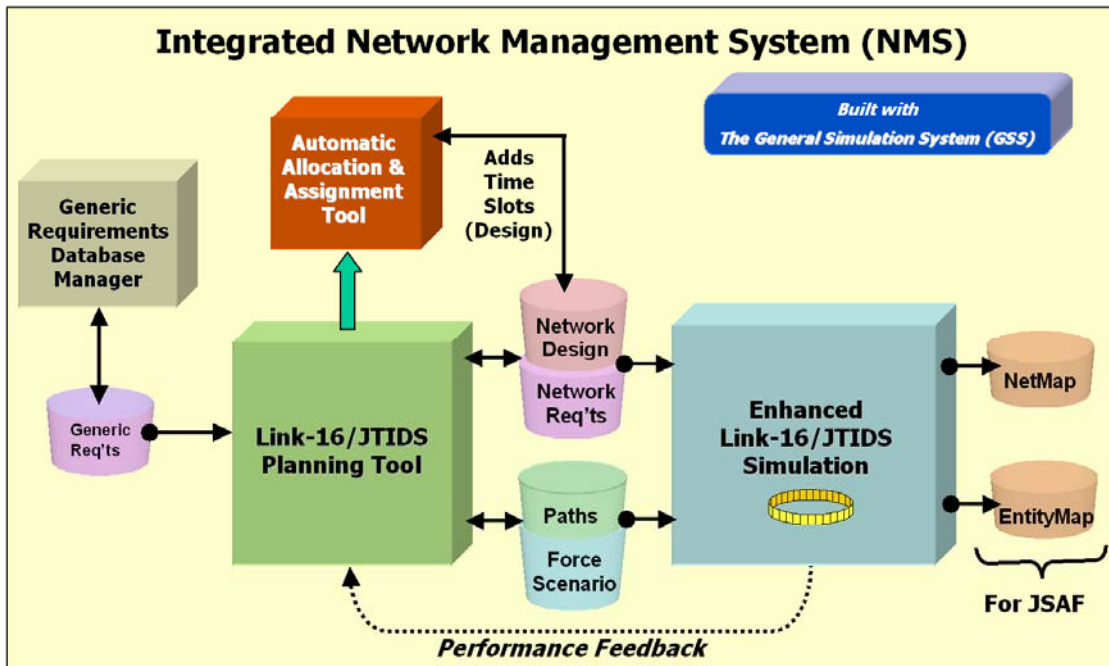 Integrated Network Management System (NMS)
Built with
The General Simulation System (GSS)
Automatic
Allocation &
Assignment
Tool
Adds
Time
Slots
(Design)
Generic
Requirements
Database
Manager
Generic
Req'ts
Link-16/JTIDS
Planning Tool
Network
Design
Network
Req'ts
Paths
Force
Scenario
Enhanced
Link-16/JTIDS
Simulation
NetMap
EntityMap
For JSAF
Performance Feedback